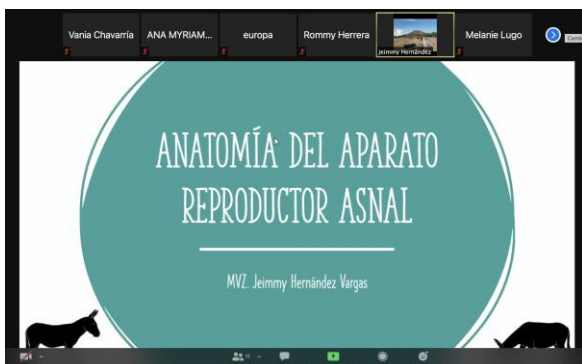 Vania Chavarría
ANA MYRIAM...
europa
Rommy Herrera
Jeimmy Hernández
Melanie Lugo
ANATOMÍA DEL APARATO
REPRODUCTOR ASNAL
MVZ. Jeimmy Hernández Vargas